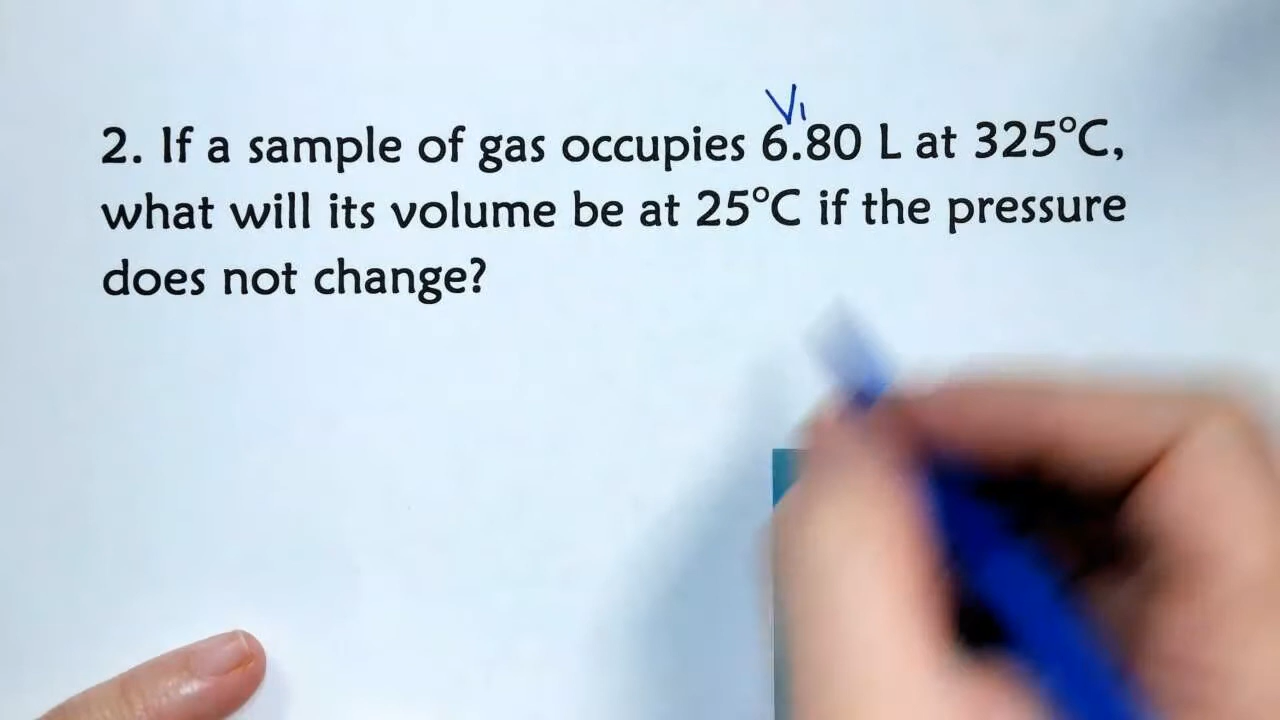 V₁
2. If a sample of gas occupies 6.80 L at 325°C,
what will its volume be at 25°C if the pressure
does not change?